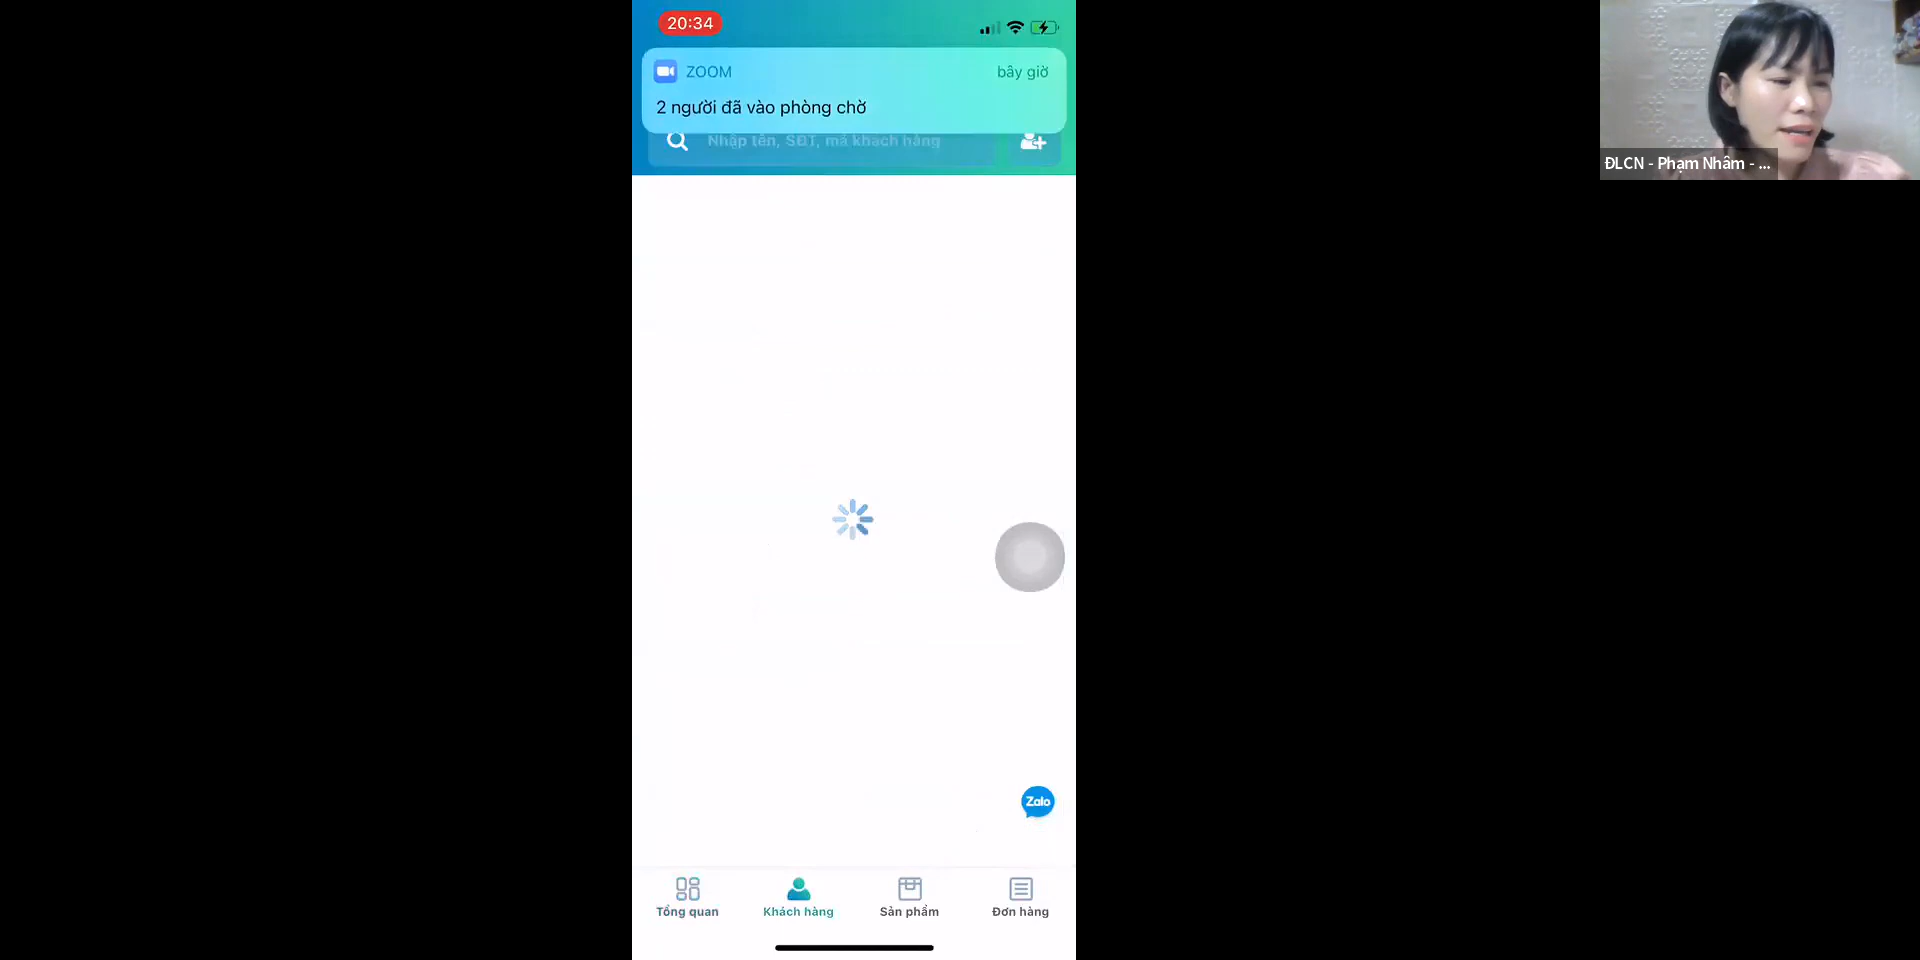 20:34
ZOOM
bây giờ
2 người đã vào phòng chờ
Nhập tên, SĐT, mã khách hàng
ĐLCN - Phạm Nhâm - ...
Zalo
Tổng quan
Khách hàng
Sản phẩm
Đơn hàng